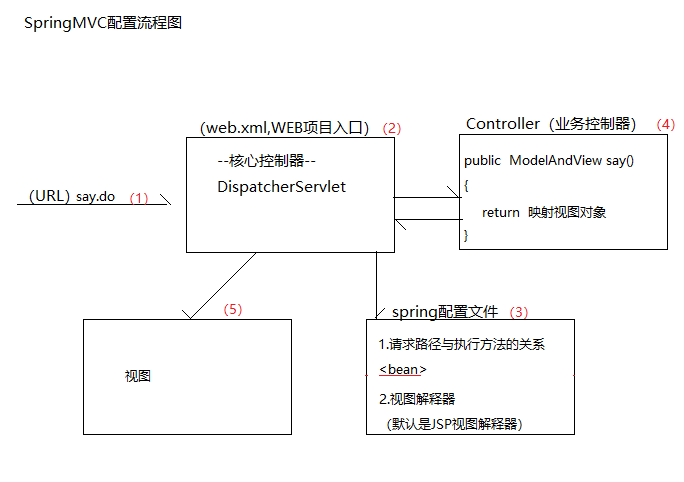 SpringMVC配置流程图
（web.xml,WEB项目入口）（2）
Controller（业务控制器）（4）
--核心控制器--
DispatcherServlet
public ModelAndView say()
{
return 映射视图对象
}
（URL）say.do （1）
（5）
spring配置文件 （3）
视图
1.请求路径与执行方法的关系
<bean>
2.视图解释器
（默认是JSP视图解释器）